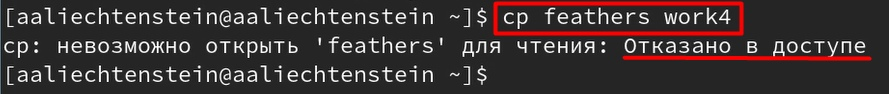 [aaliechtenstein@aaliechtenstein ~]$ cp feathers work4
cp: невозможно открыть 'feathers' для чтения: Отказано в доступе
[aaliechtenstein@aaliechtenstein ~]$